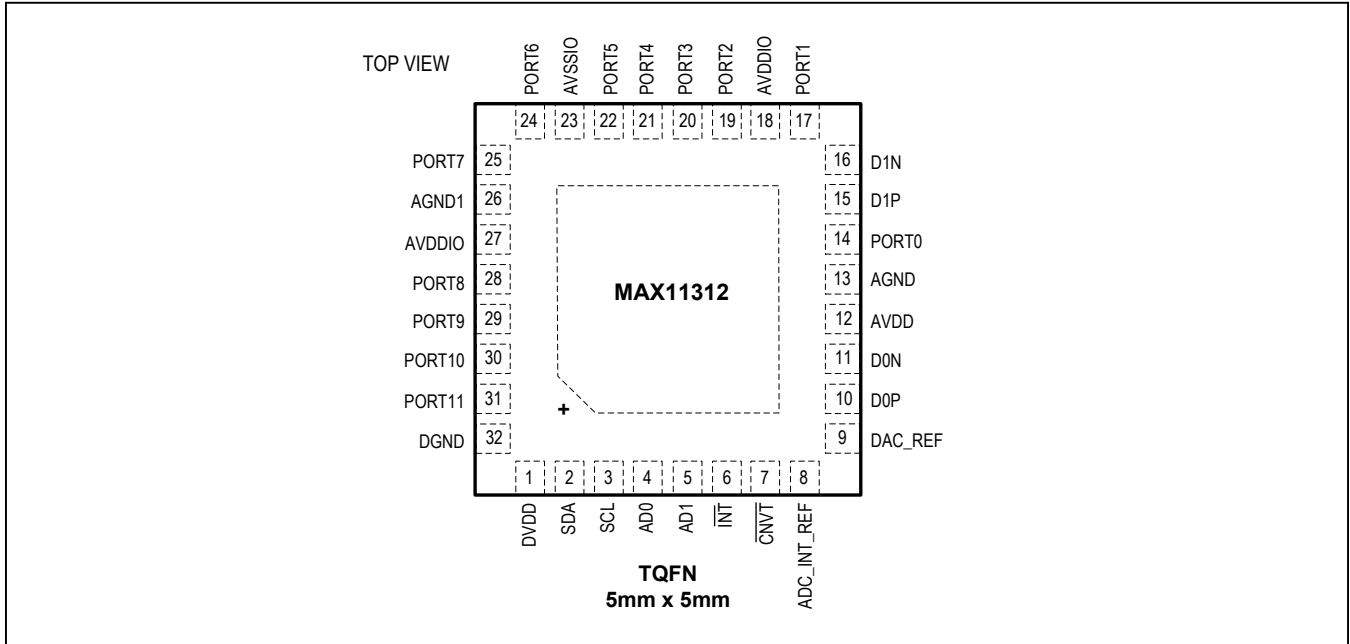 TOP VIEW
PORT6
AVSSIO
PORT5
PORT4
PORT3
PORT2
AVDDIO
PORT1
24 23 22 21 20 19 18 17
PORT7 25
AGND1 26
AVDDIO 27
PORT8 28
PORT9 29
PORT10 30
PORT11 31
DGND 32
MAX11312
+
16 D1N
15 D1P
14 PORT0
13 AGND
12 AVDD
11 D0N
10 D0P
9 DAC_REF
1 2 3 4 5 6 7 8
DVDD
SDA
SCL
AD0
AD1
I̅N̅T̅
C̅N̅V̅T̅
ADC_INT_REF
TQFN
5mm x 5mm